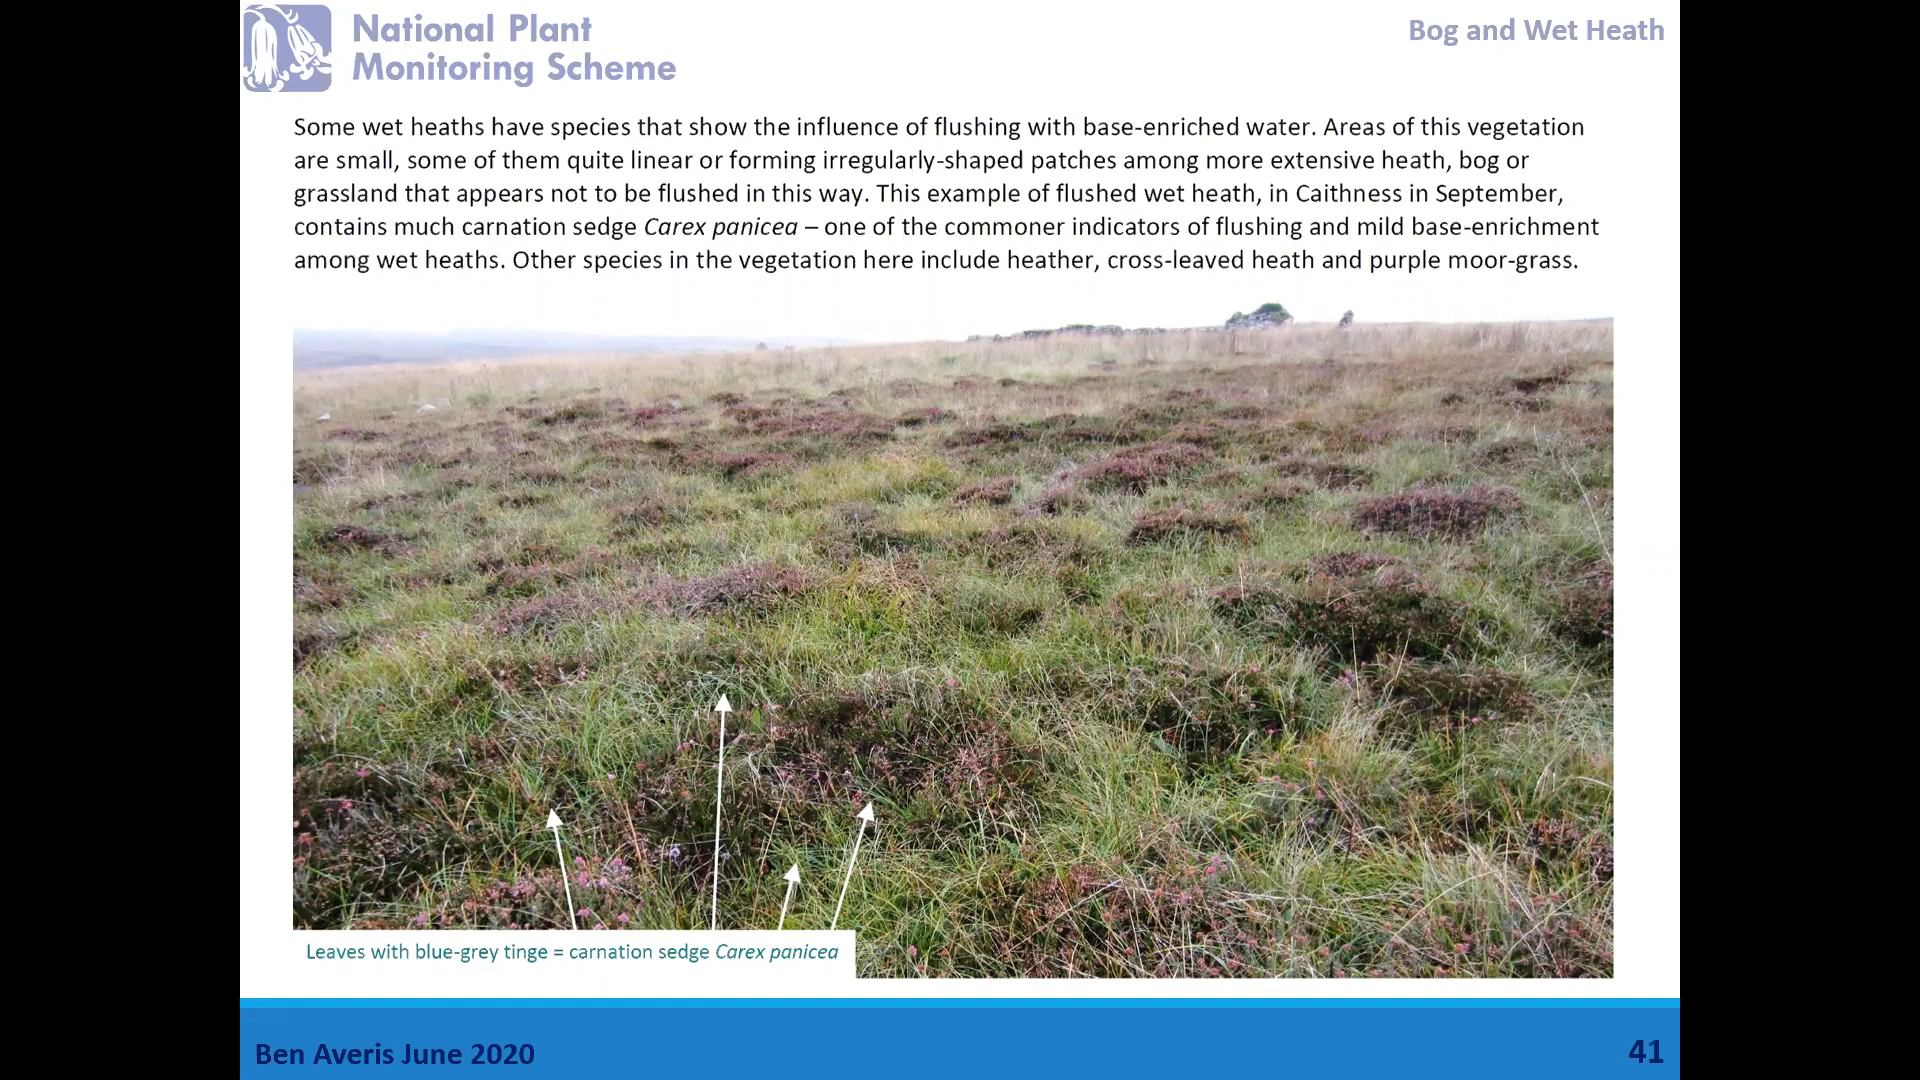 National Plant
Monitoring Scheme
Bog and Wet Heath
Some wet heaths have species that show the influence of flushing with base-enriched water. Areas of this vegetation
are small, some of them quite linear or forming irregularly-shaped patches among more extensive heath, bog or
grassland that appears not to be flushed in this way. This example of flushed wet heath, in Caithness in September,
contains much carnation sedge Carex panicea – one of the commoner indicators of flushing and mild base-enrichment
among wet heaths. Other species in the vegetation here include heather, cross-leaved heath and purple moor-grass.
Leaves with blue-grey tinge = carnation sedge Carex panicea
Ben Averis June 2020
41